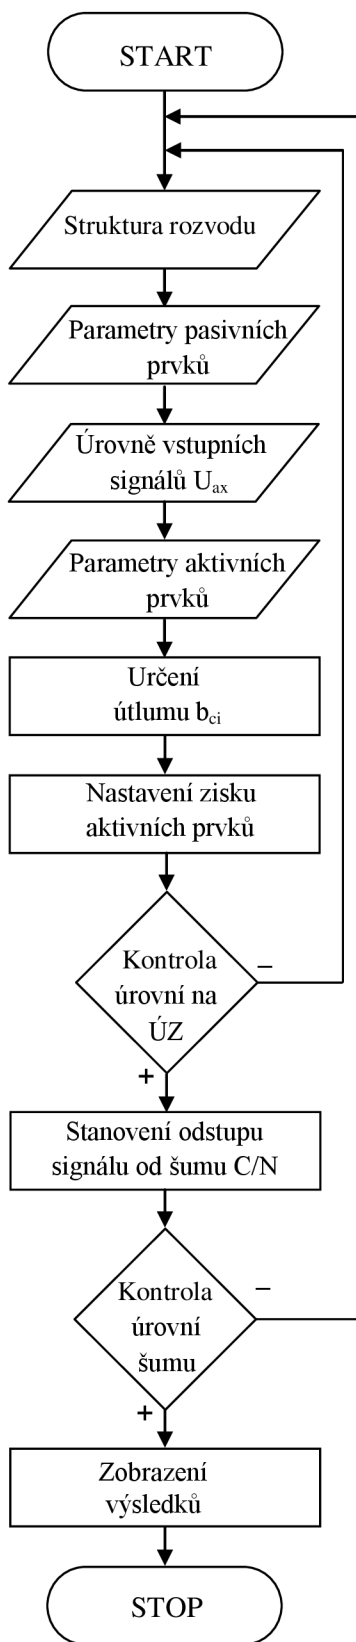 START
Struktura rozvodu
Parametry pasivních
prvků
Úrovně vstupních
signálů Uax
Parametry aktivních
prvků
Určení
útlumu bci
Nastavení zisku
aktivních prvků
Kontrola
úrovní na
ÚZ
–
+
Stanovení odstupu
signálu od šumu C/N
Kontrola
úrovní
šumu
–
+
Zobrazení
výsledků
STOP